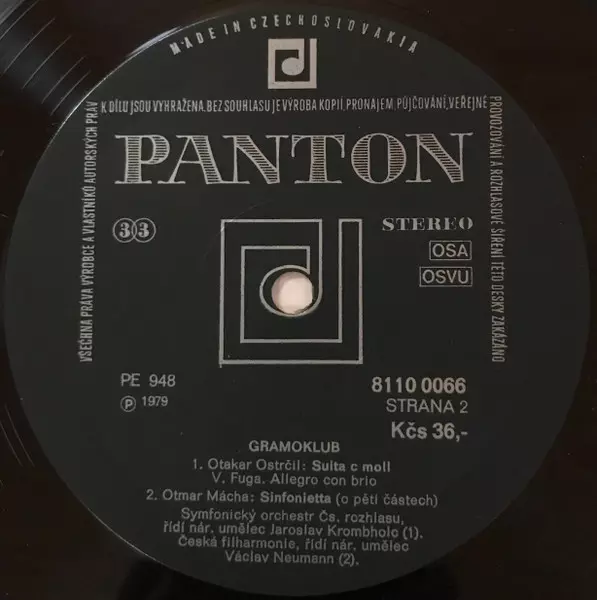 MADE IN CZECHOSLOVAKIA
VŠECHNA PRÁVA VÝROBCE A VLASTNÍKŮ AUTORSKÝCH PRÁV
K DÍLU JSOU VYHRAŽENA. BEZ SOUHLASU JE VÝROBA KOPIÍ, PRONÁJEM, PŮJČOVÁNÍ, VEŘEJNÉ
PROVOZOVÁNÍ A ROZHLASOVÉ ŠÍŘENÍ TÉTO DESKY ZAKÁZÁNO
PANTON
33
STEREO
OSA
OSVU
PE 948
8110 0066
Ⓟ 1979
STRANA 2
Kčs 36,-
GRAMOKLUB
1. Otakar Ostrčil: Suita c moll
V. Fuga. Allegro con brio
2. Otmar Mácha: Sinfonietta (o pěti částech)
Symfonický orchestr Čs. rozhlasu,
řídí nár. umělec Jaroslav Krombholc (1).
Česká filharmonie, řídí nár. umělec
Václav Neumann (2).